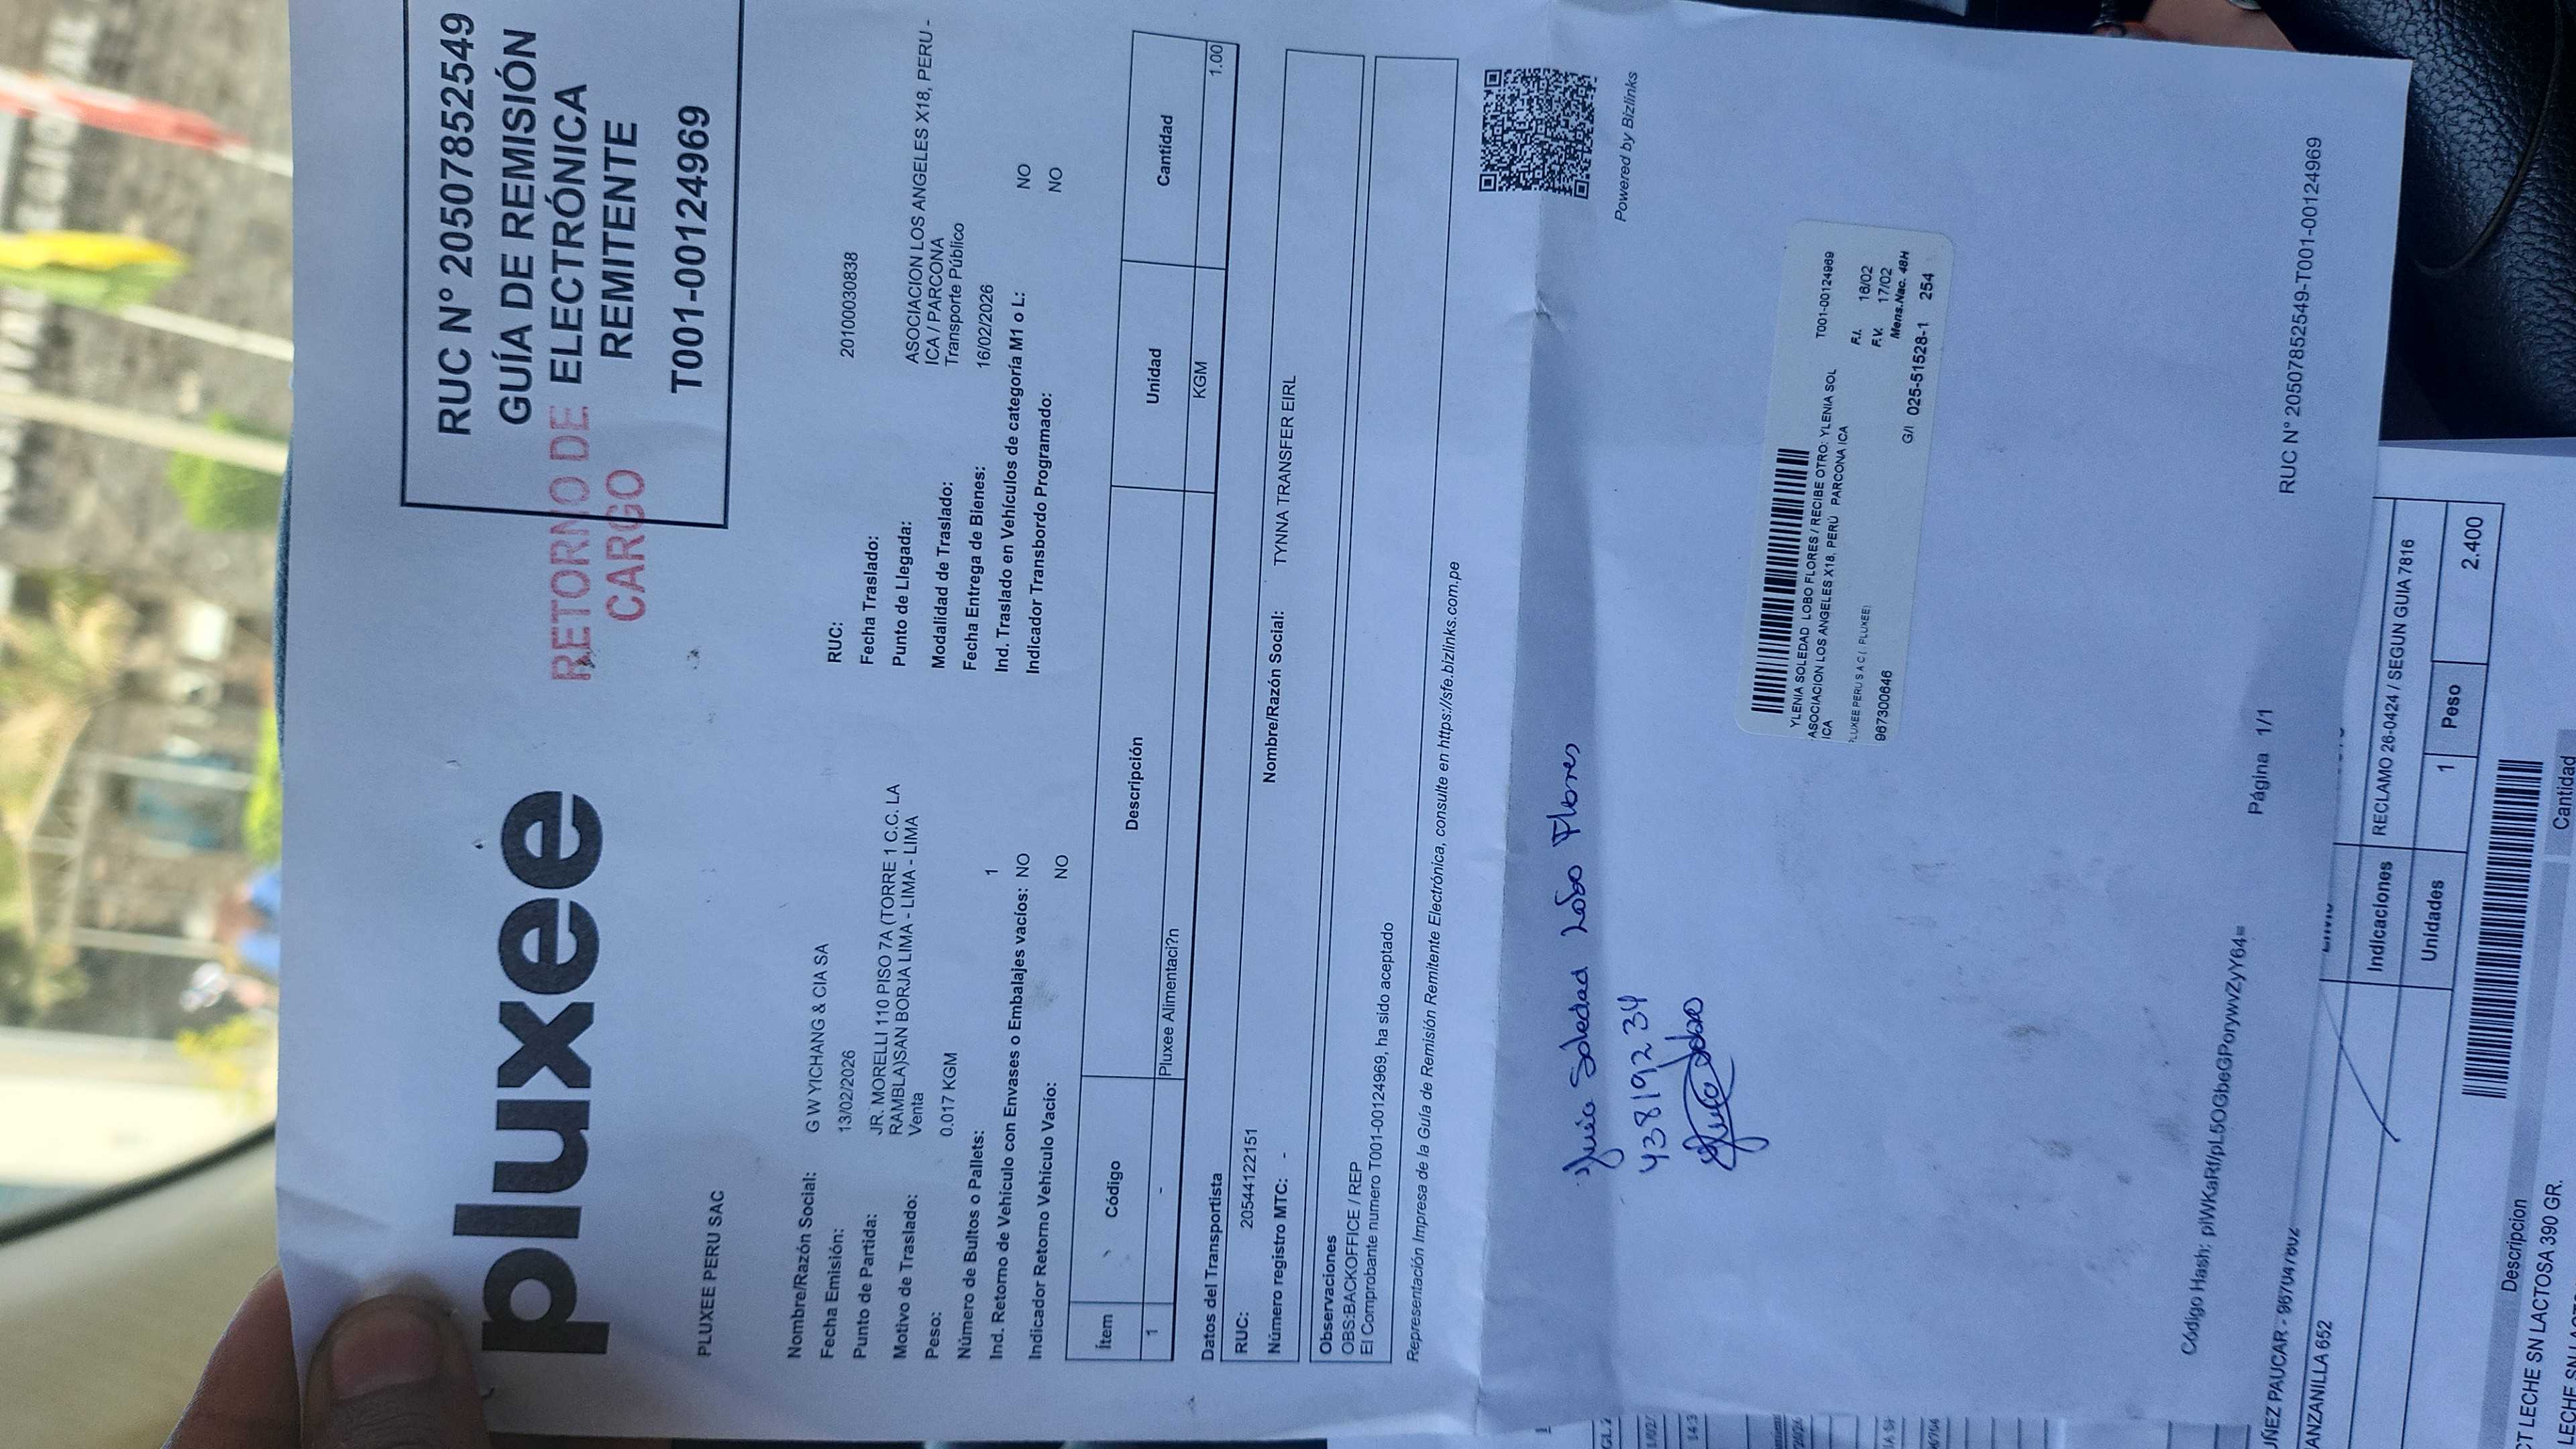 pluxee
RUC N° 20507852549
GUÍA DE REMISIÓN
ELECTRÓNICA
REMITENTE
T001-00124969
RETORNO DE
CARGO
PLUXEE PERU SAC
Nombre/Razón Social: G W YICHANG & CIA SA RUC: 20100030838
Fecha Emisión: 13/02/2026 Fecha Traslado:
Punto de Partida: JR. MORELLI 110 PISO 7A (TORRE 1 C.C. LA
RAMBLA)SAN BORJA LIMA - LIMA - LIMA
Punto de Llegada: ASOCIACION LOS ANGELES X18, PERU -
ICA / PARCONA
Motivo de Traslado: Venta Modalidad de Traslado: Transporte Público
Peso: 0.017 KGM Fecha Entrega de Bienes: 16/02/2026
Número de Bultos o Pallets: 1 Ind. Traslado en Vehículos de categoría M1 o L: NO
Ind. Retorno de Vehículo con Envases o Embalajes vacíos: NO Indicador Transbordo Programado: NO
Indicador Retorno Vehículo Vacío: NO
Ítem Código Descripción Unidad Cantidad
1 - Pluxee Alimentaci?n KGM 1.00
Datos del Transportista
RUC: 20544122151 Nombre/Razón Social: TYNNA TRANSFER EIRL
Número registro MTC: -
Observaciones
OBS:BACKOFFICE / REP
El Comprobante numero T001-00124969, ha sido aceptado
Representación Impresa de la Guía de Remisión Remitente Electrónica, consulte en https://sfe.bizlinks.com.pe
Powered by Bizlinks
Soledad Lobo Flores
43819234
YLENIA SOLEDAD LOBO FLORES / RECIBE OTRO: YLENIA SOL T001-00124969
ASOCIACION LOS ANGELES X18, PERÚ PARCONA ICA
ICA
F.I. 16/02
F.V. 17/02
PLUXEE PERU S A C ( PLUXEE)
Mens.Nac. 48H
967300646 G/I 025-51528-1 254
Código Hash:
Página 1/1
RUC N° 20507852549-T001-00124969
PAUCAR
ANZANILLA 652
Indicaciones RECLAMO 26-0424 / SEGUN GUIA 7816
Unidades 1 Peso 2.400
Descripcion Cantidad
T LECHE SN LACTOSA 390 GR.